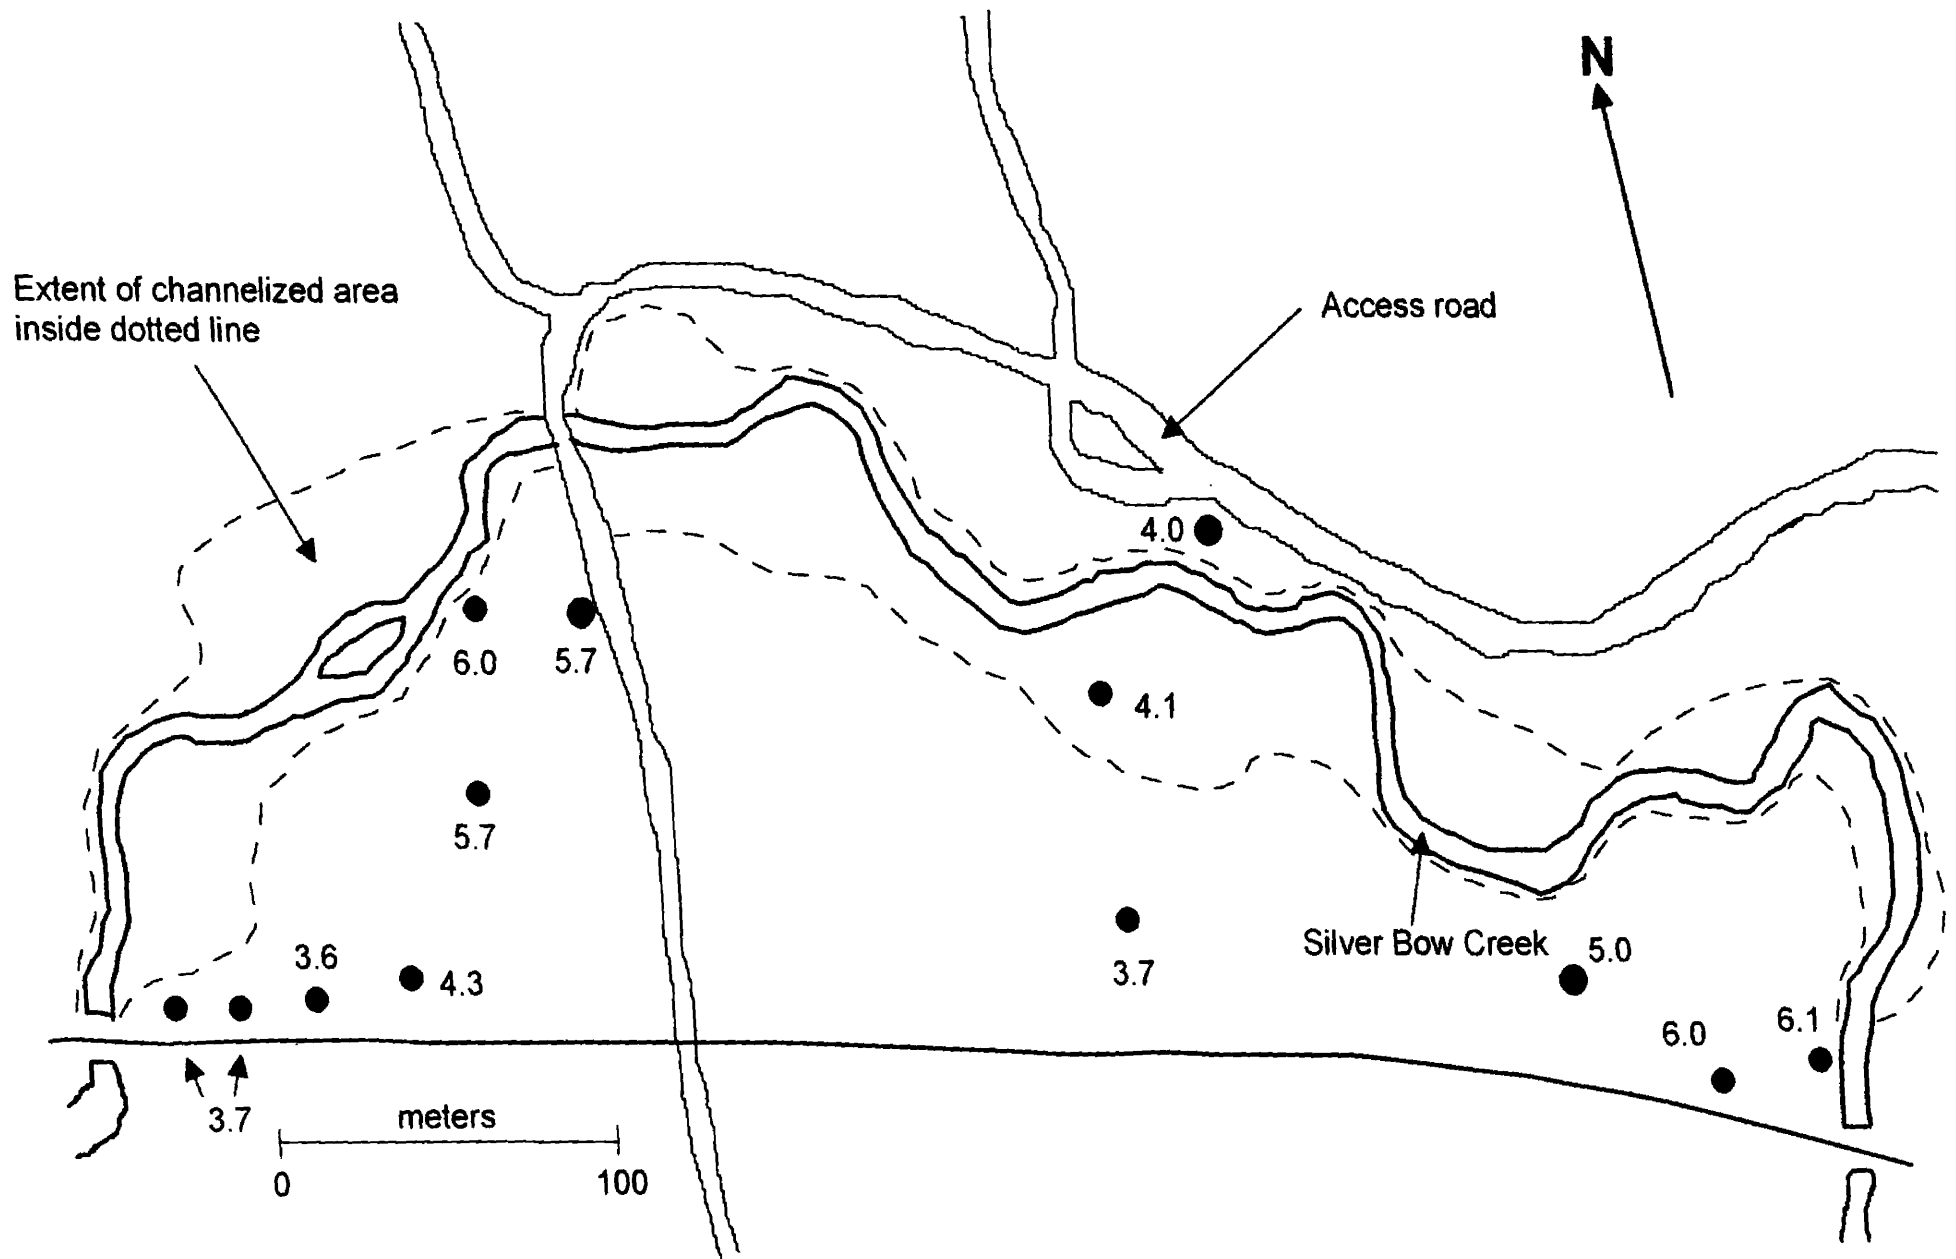 N
Extent of channelized area
inside dotted line
Access road
4.0
6.0
5.7
4.1
5.7
3.6
4.3
3.7
Silver Bow Creek
5.0
6.0
6.1
3.7
meters
0
100